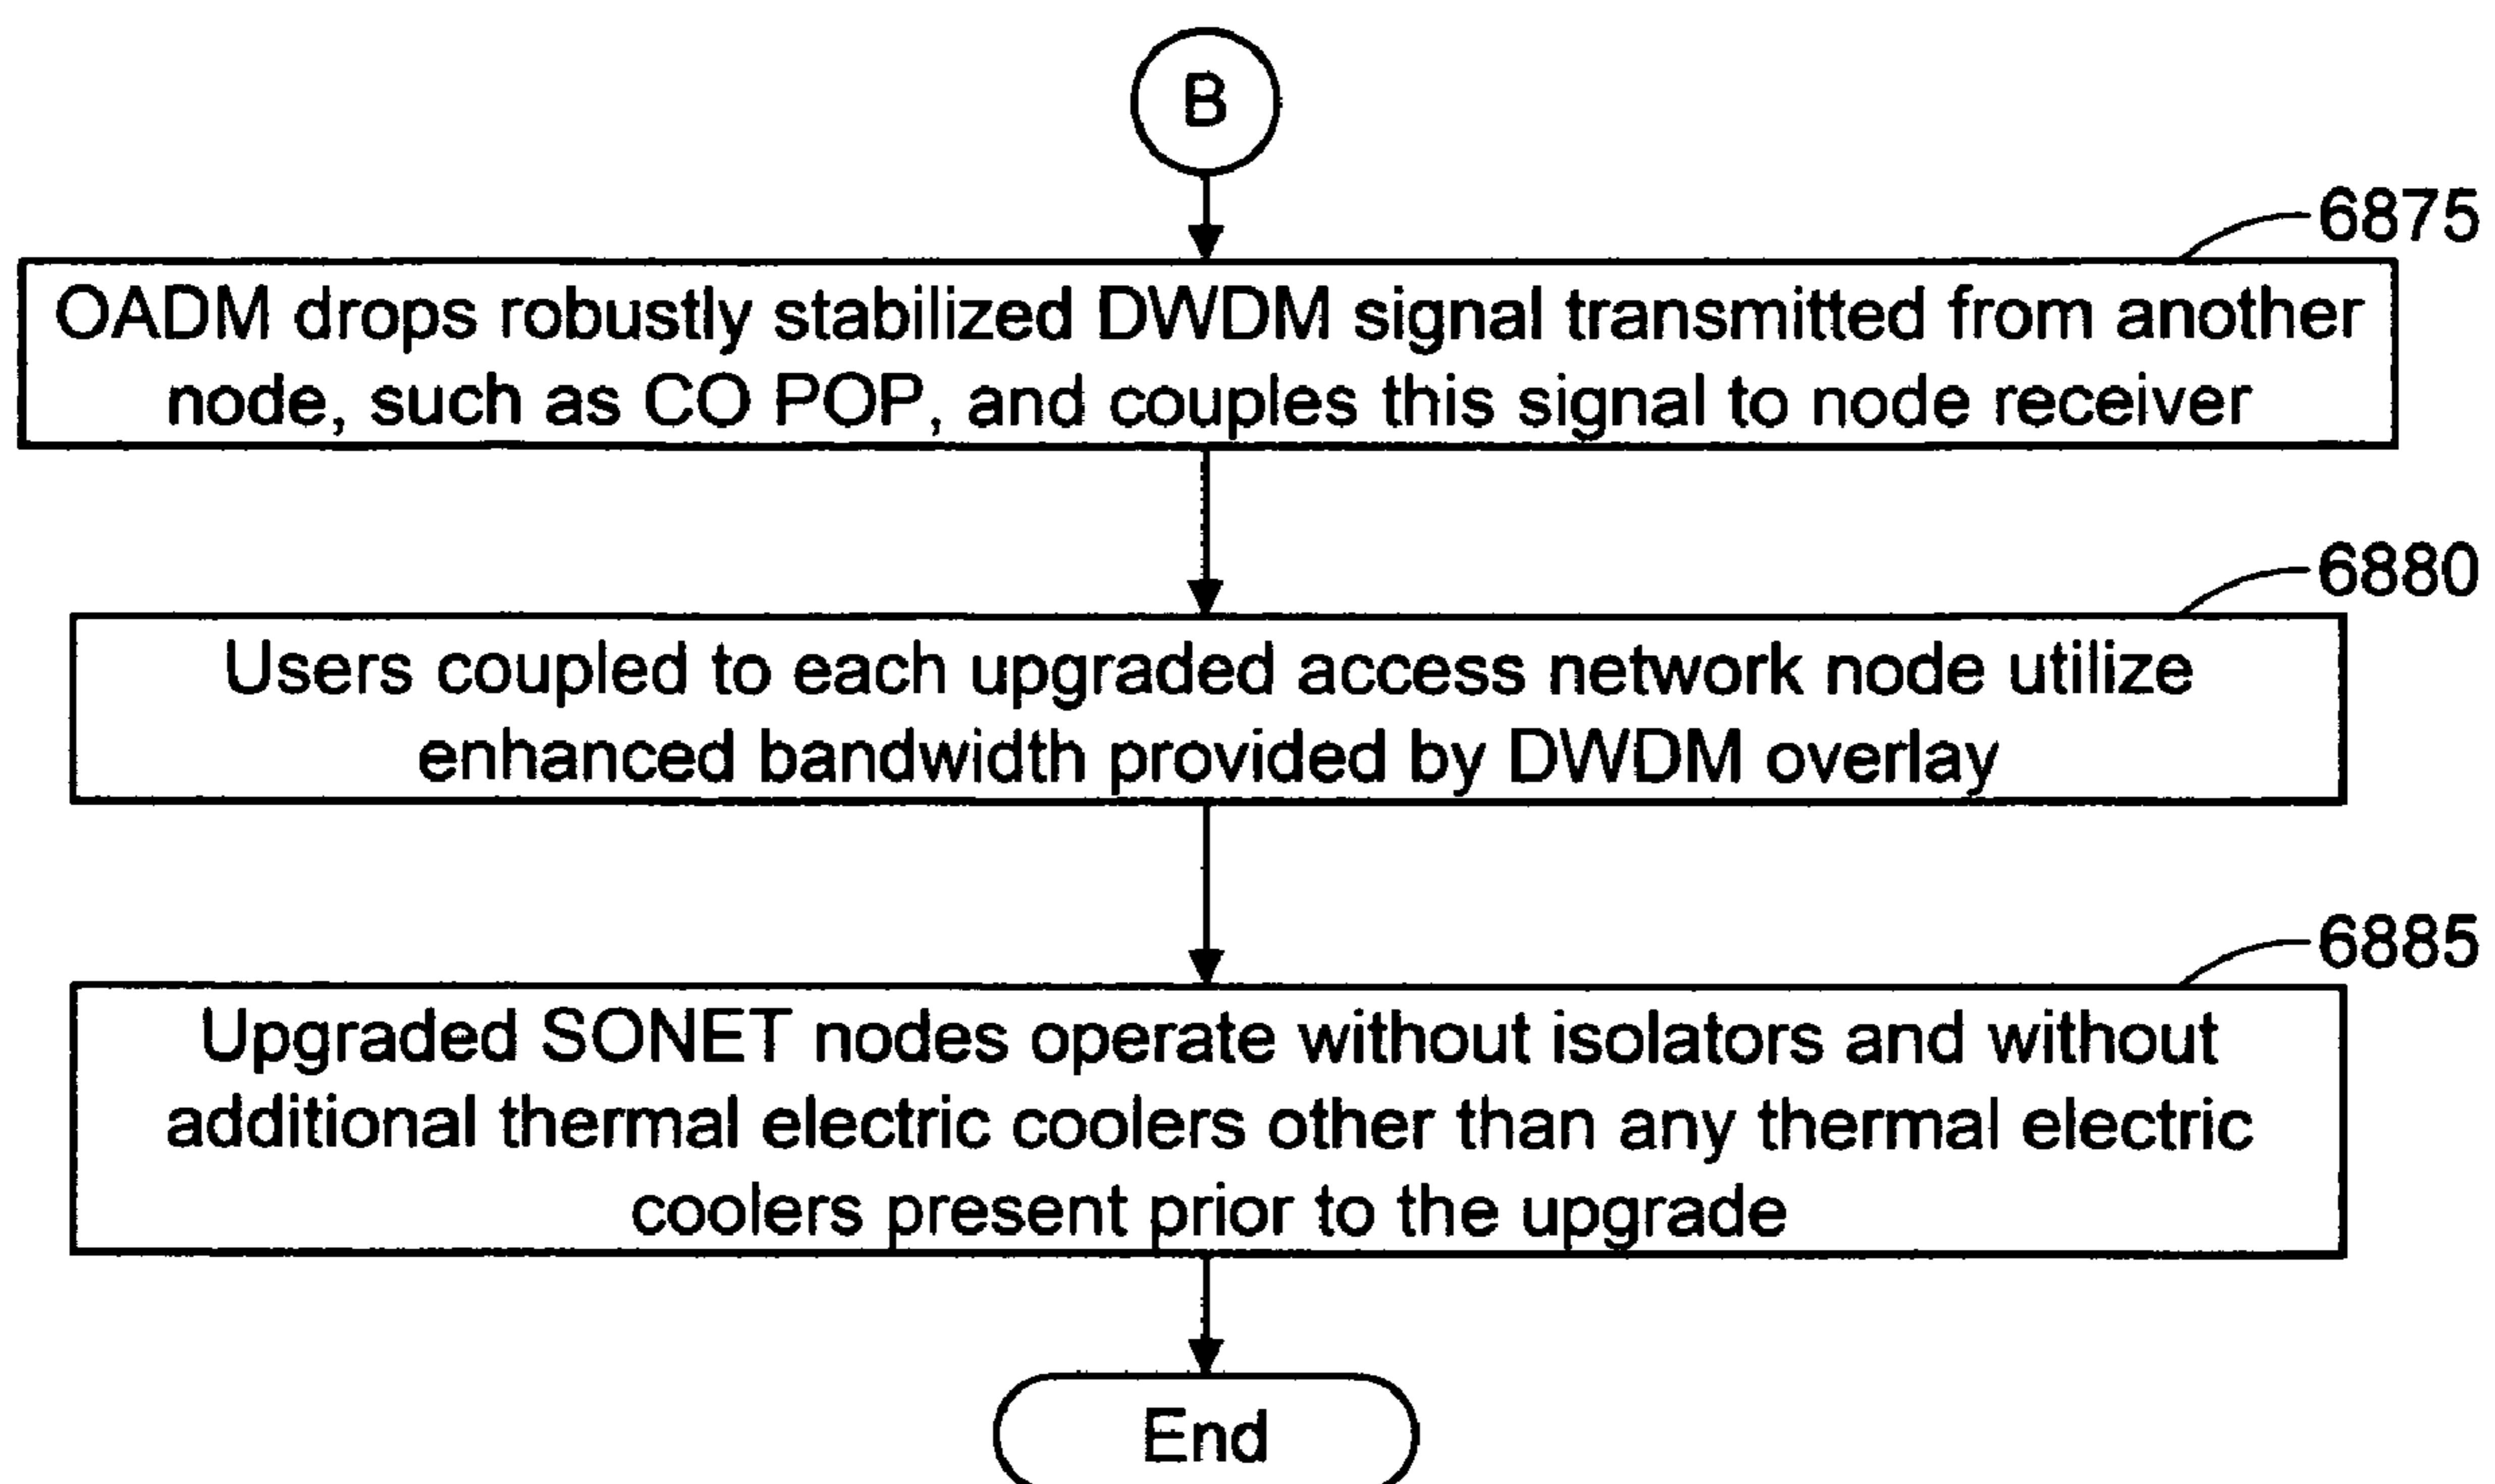 B
6875
OADM drops robustly stabilized DWDM signal transmitted from another
node, such as CO POP, and couples this signal to node receiver
6880
Users coupled to each upgraded access network node utilize
enhanced bandwidth provided by DWDM overlay
6885
Upgraded SONET nodes operate without isolators and without
additional thermal electric coolers other than any thermal electric
coolers present prior to the upgrade
End